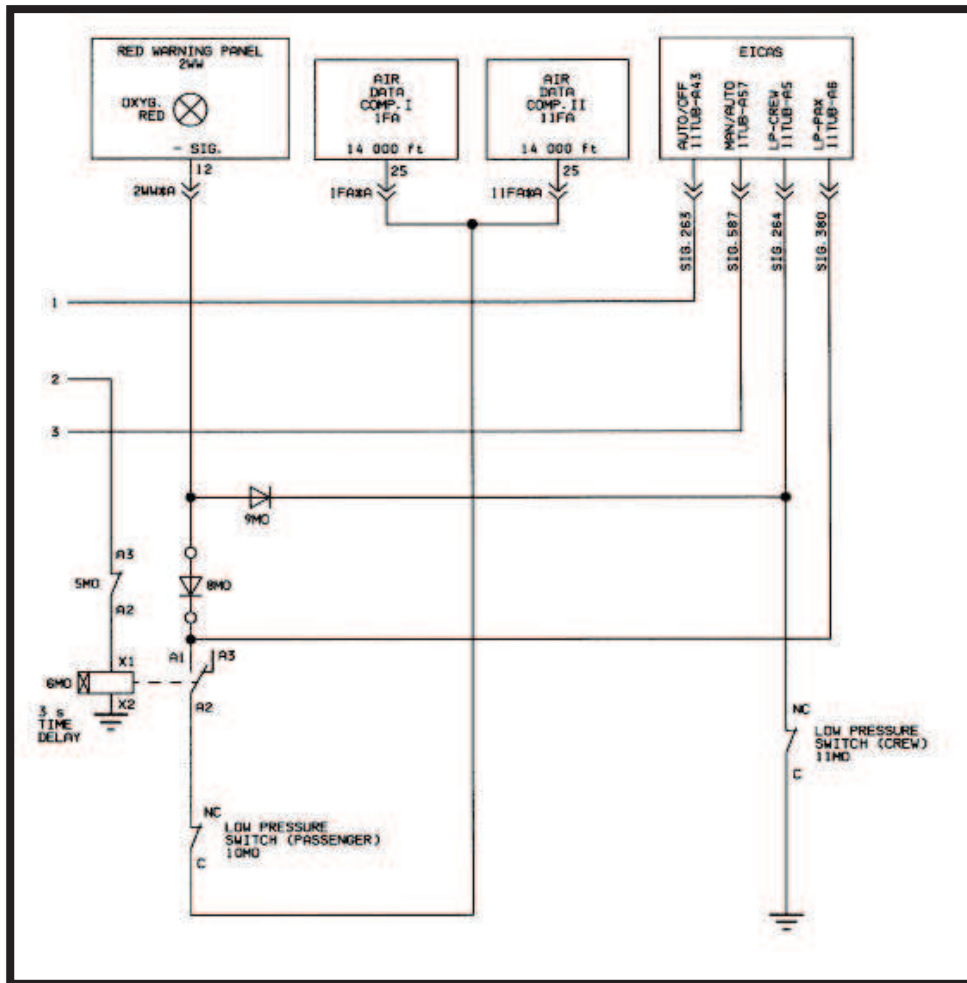 RED WARNING PANEL
2WW
OXYG.
RED
- SIG.
12
2WW*A
AIR
DATA
COMP. I
1FA
14 000 ft
25
1FA*A
AIR
DATA
COMP. II
11FA
14 000 ft
25
11FA*A
EICAS
AUTO/OFF
11TUB-A43
MAN/AUTO
1TUB-A57
LP-CREW
11TUB-A5
LP-PAX
11TUB-A6
SIG. 263
SIG. 587
SIG. 264
SIG. 380
1
2
3
9MO
A3
5MO
A2
8MO
X1
6MO
X2
3 s
TIME
DELAY
A1
A3
A2
NC
LOW PRESSURE
SWITCH (PASSENGER)
10MO
C
NC
LOW PRESSURE
SWITCH (CREW)
11MO
C